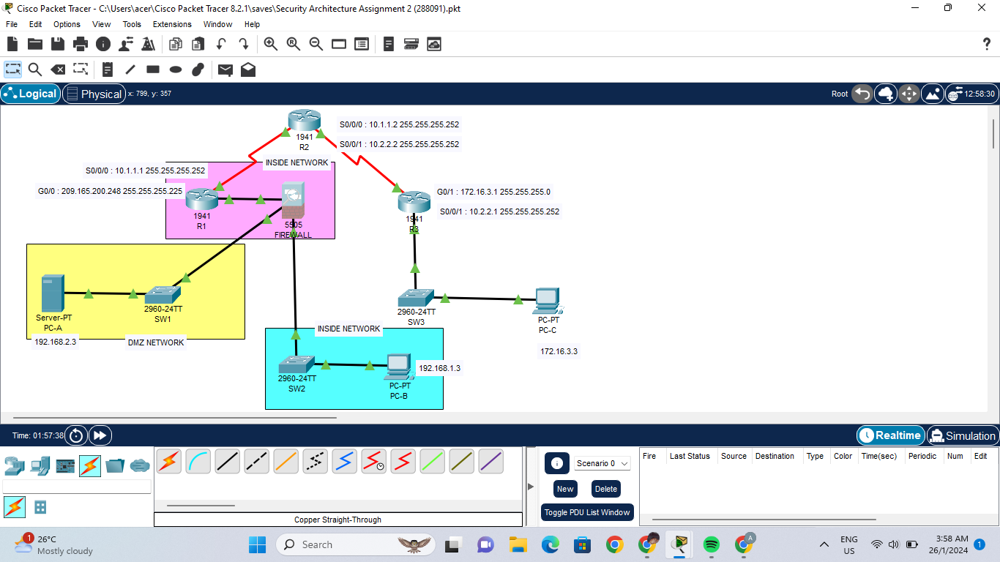 Cisco Packet Tracer - C:\Users\acer\Cisco Packet Tracer 8.2.1\saves\Security Architecture Assignment 2 (288091).pkt
File Edit Options View Tools Extensions Window Help
Logical Physical x: 799, y: 357 Root 12:58:30
1941
R2
S0/0/0 : 10.1.1.2 255.255.255.252
S0/0/1 : 10.2.2.2 255.255.255.252
INSIDE NETWORK
S0/0/0 : 10.1.1.1 255.255.255.252
G0/0 : 209.165.200.248 255.255.255.225
1941
R1
5505
FIREWALL
G0/1 : 172.16.3.1 255.255.255.0
S0/0/1 : 10.2.2.1 255.255.255.252
1941
R3
Server-PT
PC-A
192.168.2.3
2960-24TT
SW1
DMZ NETWORK
2960-24TT
SW3
PC-PT
PC-C
172.16.3.3
INSIDE NETWORK
2960-24TT
SW2
PC-PT
PC-B
192.168.1.3
Time: 01:57:38 Realtime Simulation
Copper Straight-Through
Scenario 0
New Delete
Toggle PDU List Window
Fire Last Status Source Destination Type Color Time(sec) Periodic Num Edit
1
26°C
Mostly cloudy
Search
A
ENG
US
3:58 AM
26/1/2024
1